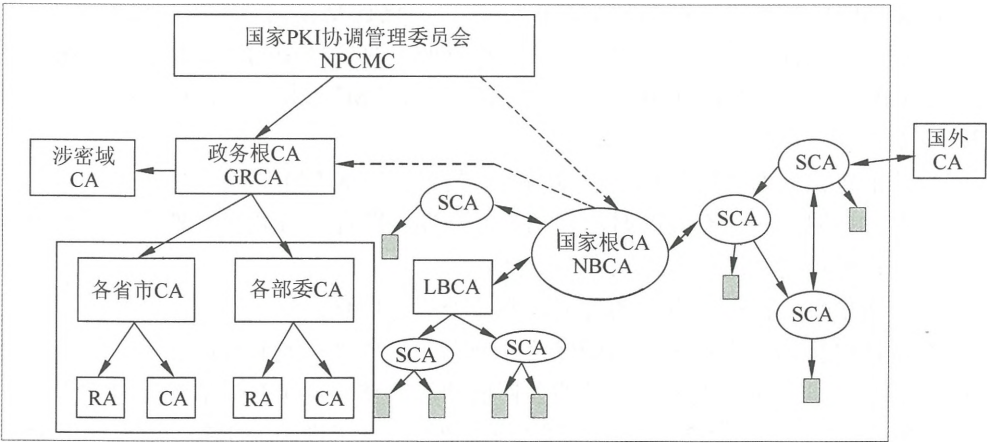 国家PKI协调管理委员会
NPCMC
涉密域
CA
政务根CA
GRCA
国外
CA
SCA
SCA
SCA
国家根CA
NBCA
各省市CA
各部委CA
LBCA
SCA
SCA
SCA
RA
CA
RA
CA